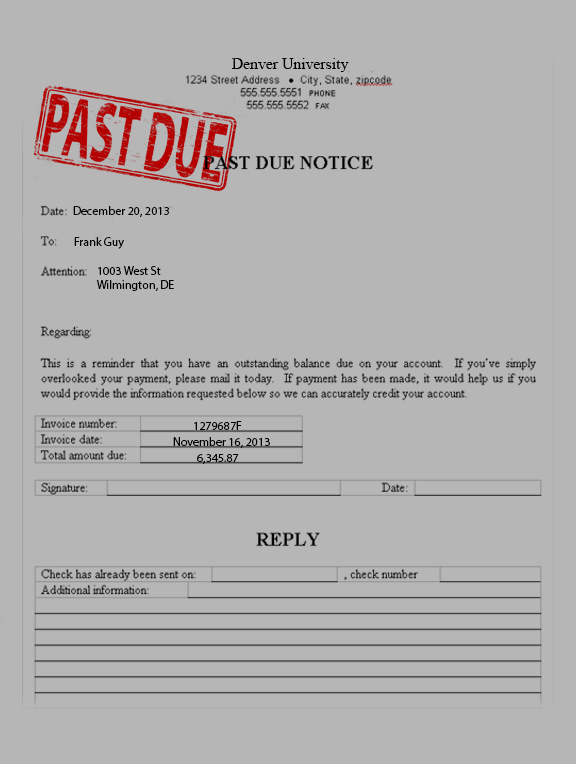 Denver University
1234 Street Address • City, State, zipcode
555.555.5551 PHONE
555.555.5552 FAX
PAST DUE
PAST DUE NOTICE
Date: December 20, 2013
To: Frank Guy
Attention: 1003 West St
Wilmington, DE
Regarding:
This is a reminder that you have an outstanding balance due on your account. If you've simply
overlooked your payment, please mail it today. If payment has been made, it would help us if you
would provide the information requested below so we can accurately credit your account.
Invoice number: 1279687F
Invoice date: November 16, 2013
Total amount due: 6,345.87
Signature: Date:
REPLY
Check has already been sent on: , check number
Additional information: